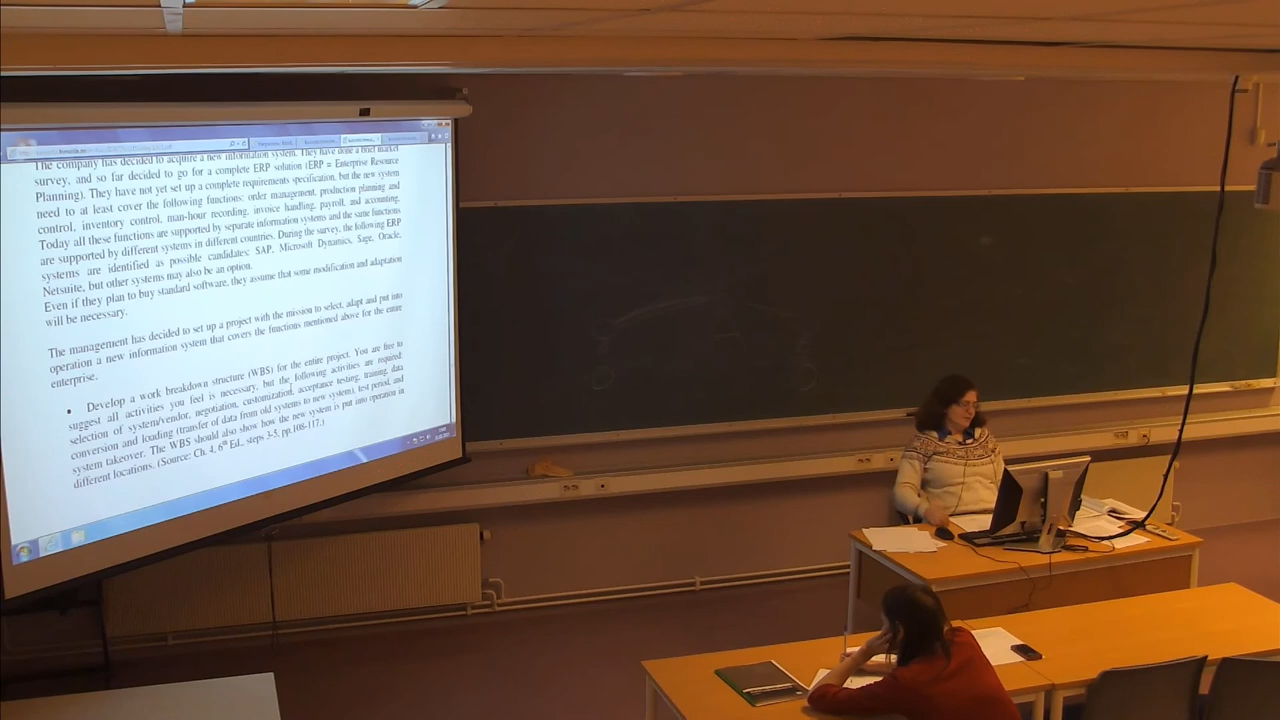 The company has decided to acquire a new information system. They have done a brief market
survey, and so far decided to go for a complete ERP solution (ERP = Enterprise Resource
Planning). They have not yet set up a complete requirements specification, but the new system
need to at least cover the following functions: order management, production planning and
control, inventory control, man-hour recording, invoice handling, payroll, and accounting.
Today all these functions are supported by separate information systems and the same functions
are supported by different systems in different countries. During the survey, the following ERP
systems are identified as possible candidates: SAP, Microsoft Dynamics, Sage, Oracle,
Netsuite, but other systems may also be an option.
Even if they plan to buy standard software, they assume that some modification and adaptation
will be necessary.
The management has decided to set up a project with the mission to select, adapt and put into
operation a new information system that covers the functions mentioned above for the entire
enterprise.
• Develop a work breakdown structure (WBS) for the entire project. You are free to
suggest all activities you feel is necessary, but the following activities are required:
selection of system/vendor, negotiation, customization, acceptance testing, training, data
conversion and loading (transfer of data from old systems to new system), test period, and
system takeover. The WBS should also show how the new system is put into operation in
different locations. (Source: Ch. 4, 6th Ed., steps 3-5, pp.108-117.)